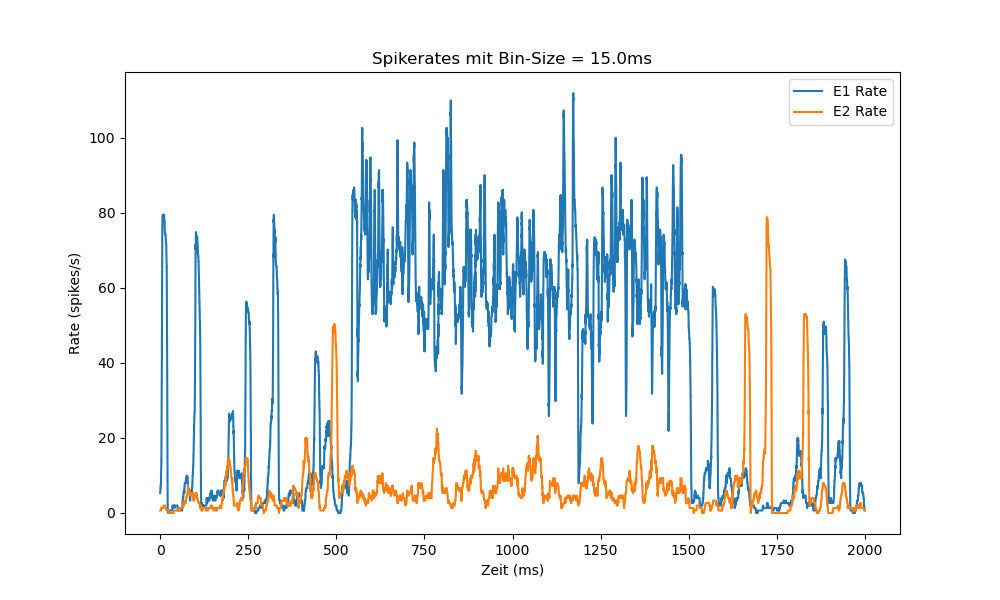 Spikerates mit Bin-Size = 15.0ms
E1 Rate
E2 Rate
Rate (spikes/s)
100
80
60
40
20
0
0 250 500 750 1000 1250 1500 1750 2000
Zeit (ms)